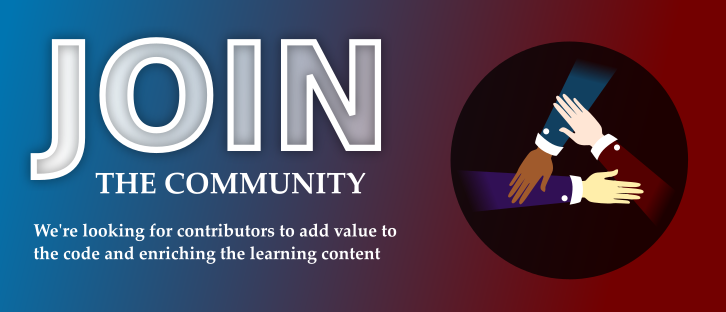 JOIN
THE COMMUNITY
We're looking for contributors to add value to
the code and enriching the learning content